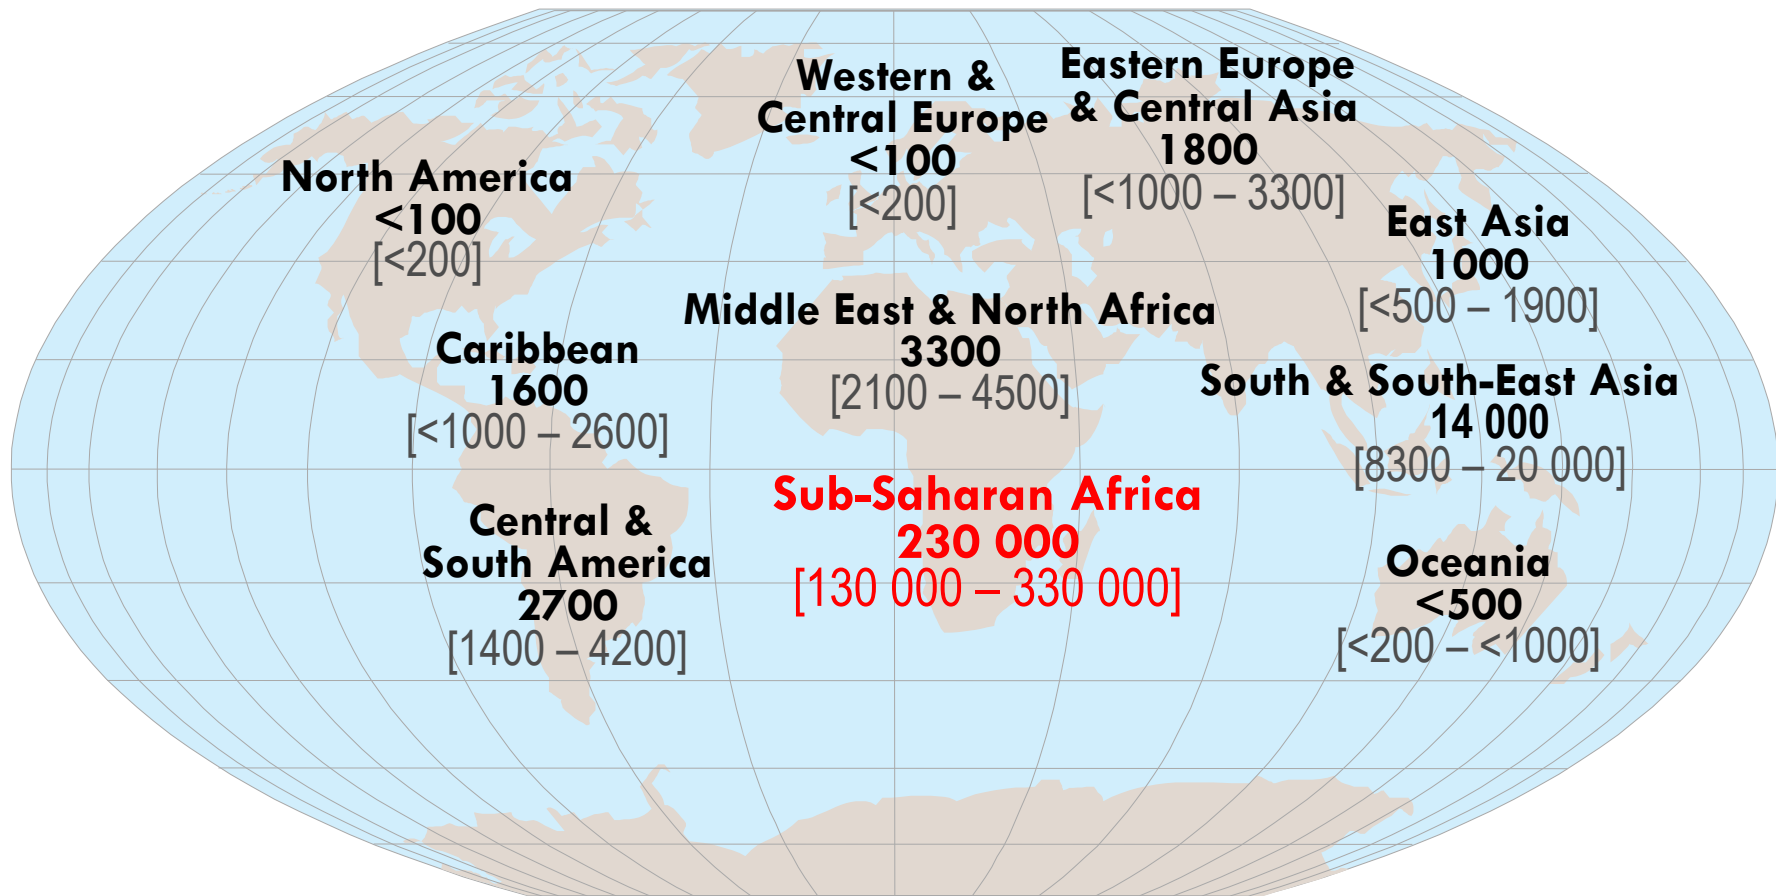 Western &
Central Europe
<100
[<200]
Eastern Europe
& Central Asia
1800
[<1000 – 3300]
North America
<100
[<200]
East Asia
1000
[<500 – 1900]
Middle East & North Africa
3300
[2100 – 4500]
Caribbean
1600
[<1000 – 2600]
South & South-East Asia
14 000
[8300 – 20 000]
Sub-Saharan Africa
230 000
[130 000 – 330 000]
Central &
South America
2700
[1400 – 4200]
Oceania
<500
[<200 – <1000]